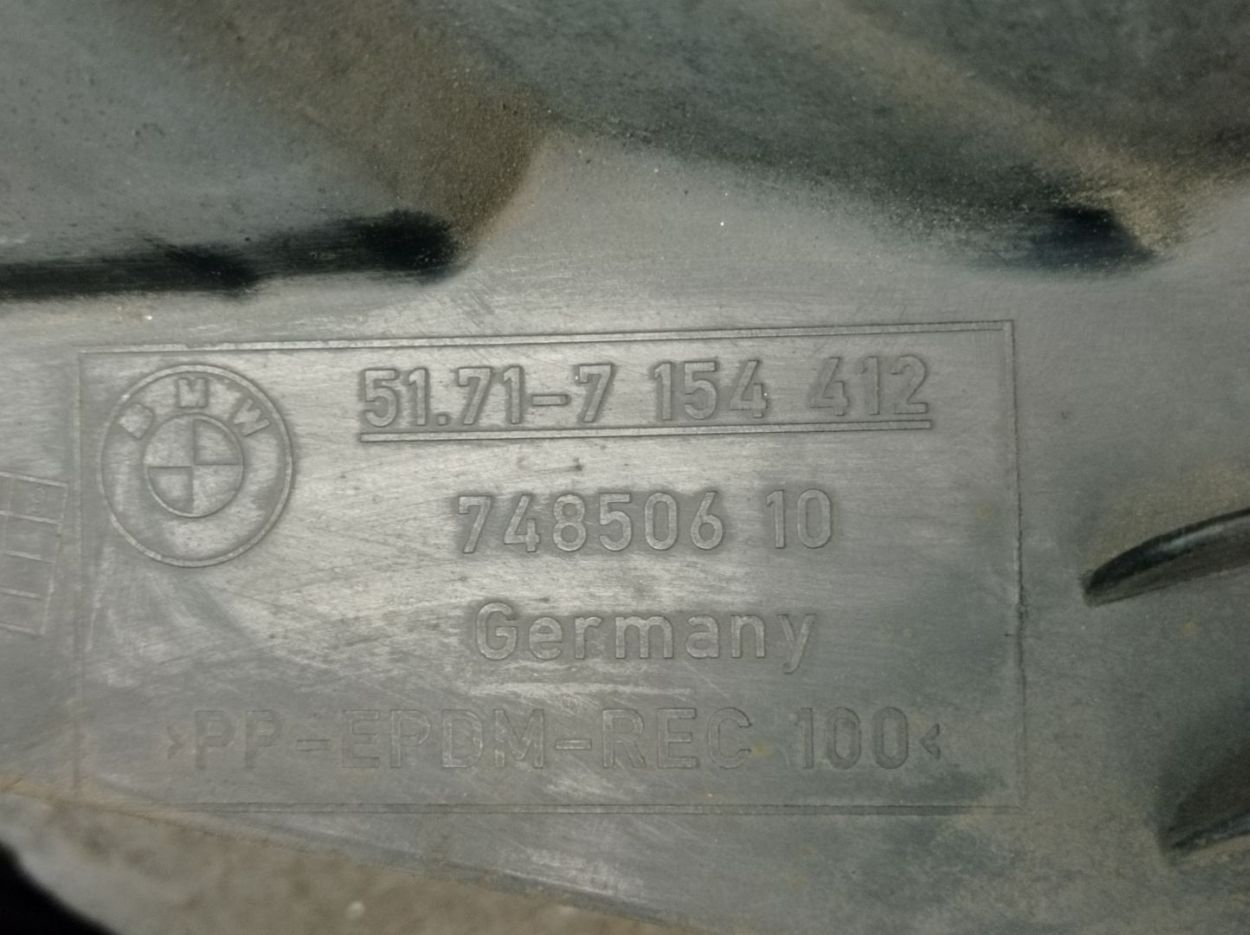 BMW
51.71-7 154 412
748506 10
Germany
>PP-EPDM-REC 100<